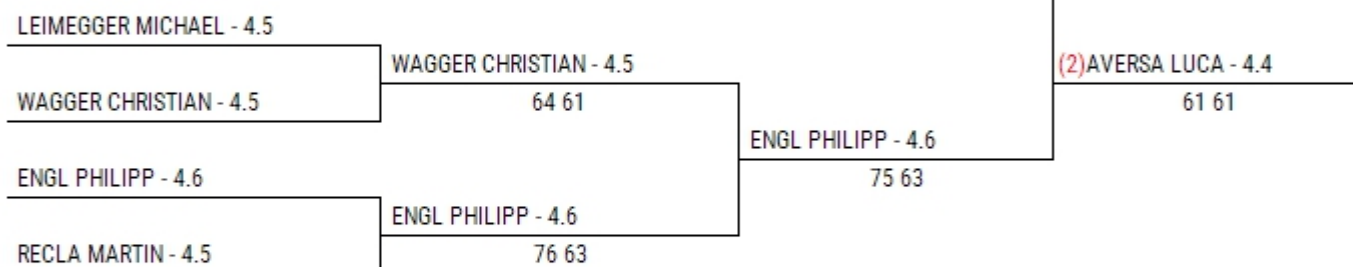 LEIMEGGER MICHAEL - 4.5
WAGGER CHRISTIAN - 4.5
(2)AVERSA LUCA - 4.4
WAGGER CHRISTIAN - 4.5
64 61
61 61
ENGL PHILIPP - 4.6
ENGL PHILIPP - 4.6
75 63
ENGL PHILIPP - 4.6
RECLA MARTIN - 4.5
76 63